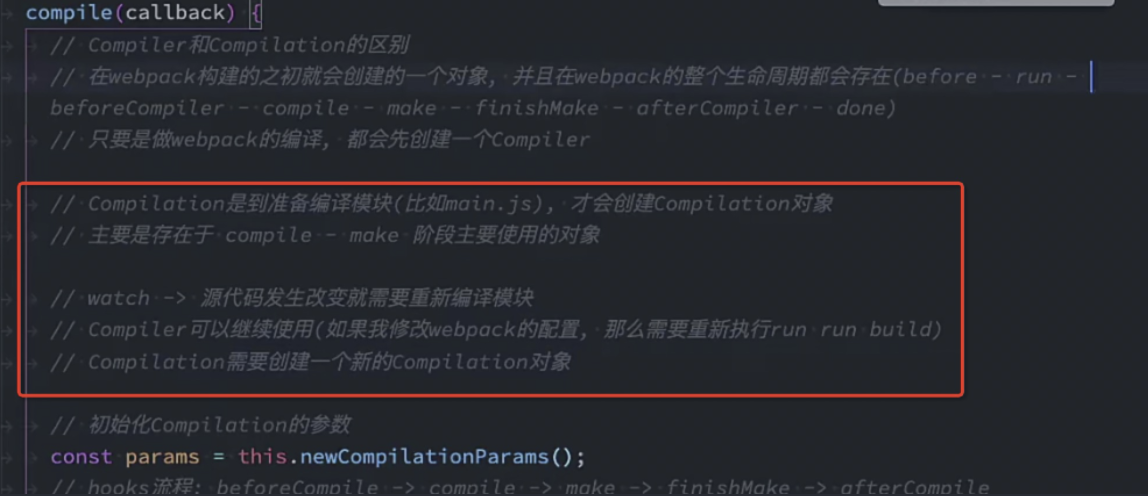 compile(callback) {
// Compiler和Compilation的区别
// 在webpack构建的之初就会创建的一个对象, 并且在webpack的整个生命周期都会存在(before - run -
beforeCompiler - compile - make - finishMake - afterCompiler - done)
// 只要是做webpack的编译, 都会先创建一个Compiler
// Compilation是到准备编译模块(比如main.js), 才会创建Compilation对象
// 主要是存在于 compile - make 阶段主要使用的对象
// watch -> 源代码发生改变就需要重新编译模块
// Compiler可以继续使用(如果我修改webpack的配置, 那么需要重新执行run run build)
// Compilation需要创建一个新的Compilation对象
// 初始化Compilation的参数
const params = this.newCompilationParams();
// hooks流程: beforeCompile -> compile -> make -> finishMake -> afterCompile